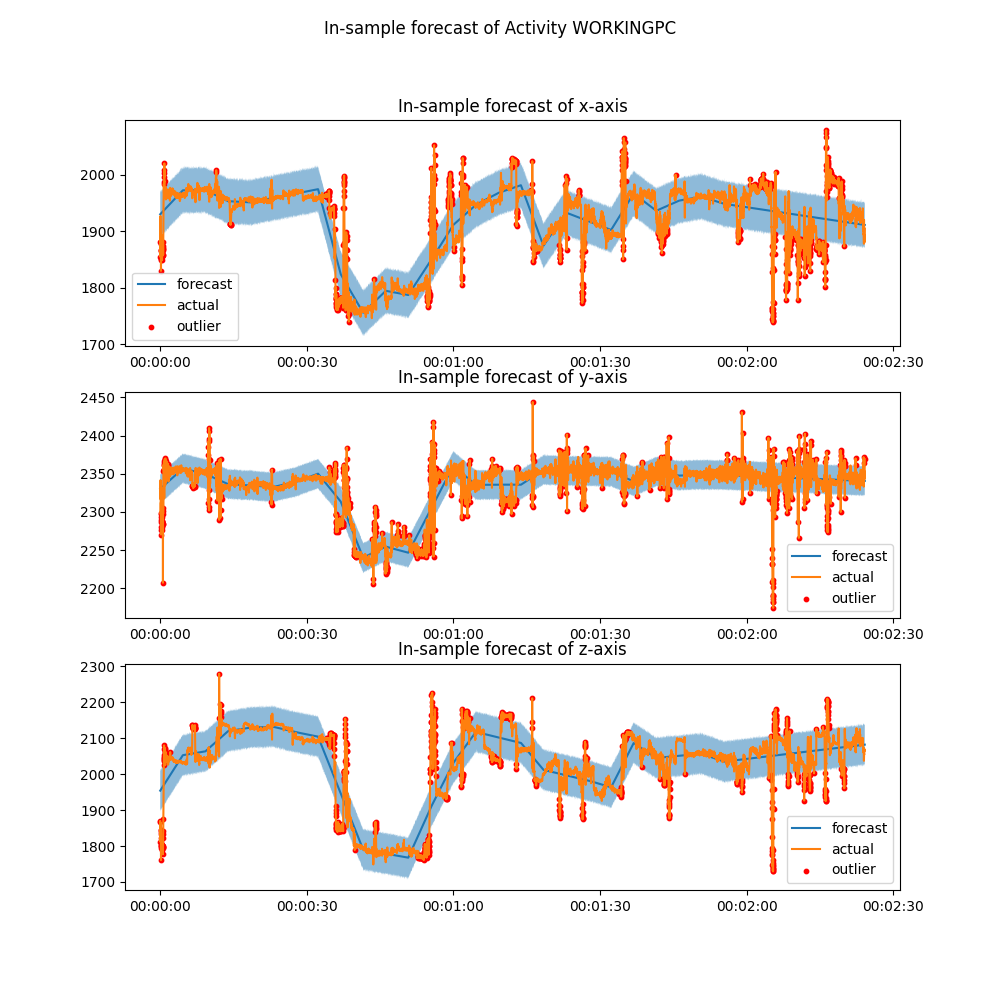 In-sample forecast of Activity WORKINGPC
In-sample forecast of x-axis
2000
1900
1800
1700
forecast
actual
outlier
00:00:00 00:00:30 00:01:00 00:01:30 00:02:00 00:02:30
In-sample forecast of y-axis
2450
2400
2350
2300
2250
2200
forecast
actual
outlier
00:00:00 00:00:30 00:01:00 00:01:30 00:02:00 00:02:30
In-sample forecast of z-axis
2300
2200
2100
2000
1900
1800
1700
forecast
actual
outlier
00:00:00 00:00:30 00:01:00 00:01:30 00:02:00 00:02:30